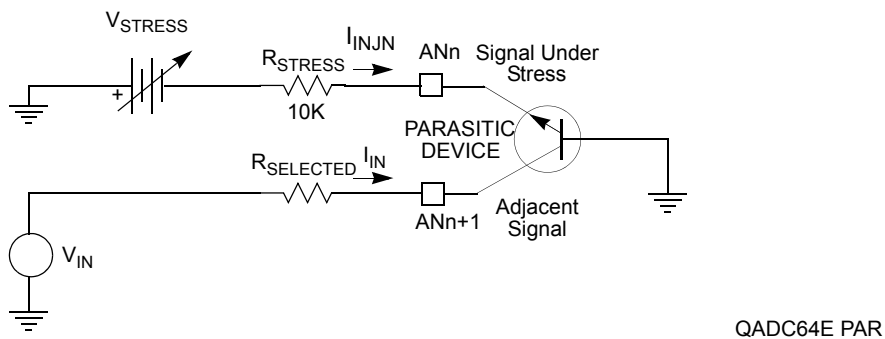 VSTRESS
+
RSTRESS
10K
IINJN
ANn
Signal Under
Stress
PARASITIC
DEVICE
RSELECTED
IIN
ANn+1
Adjacent
Signal
VIN
QADC64E PAR